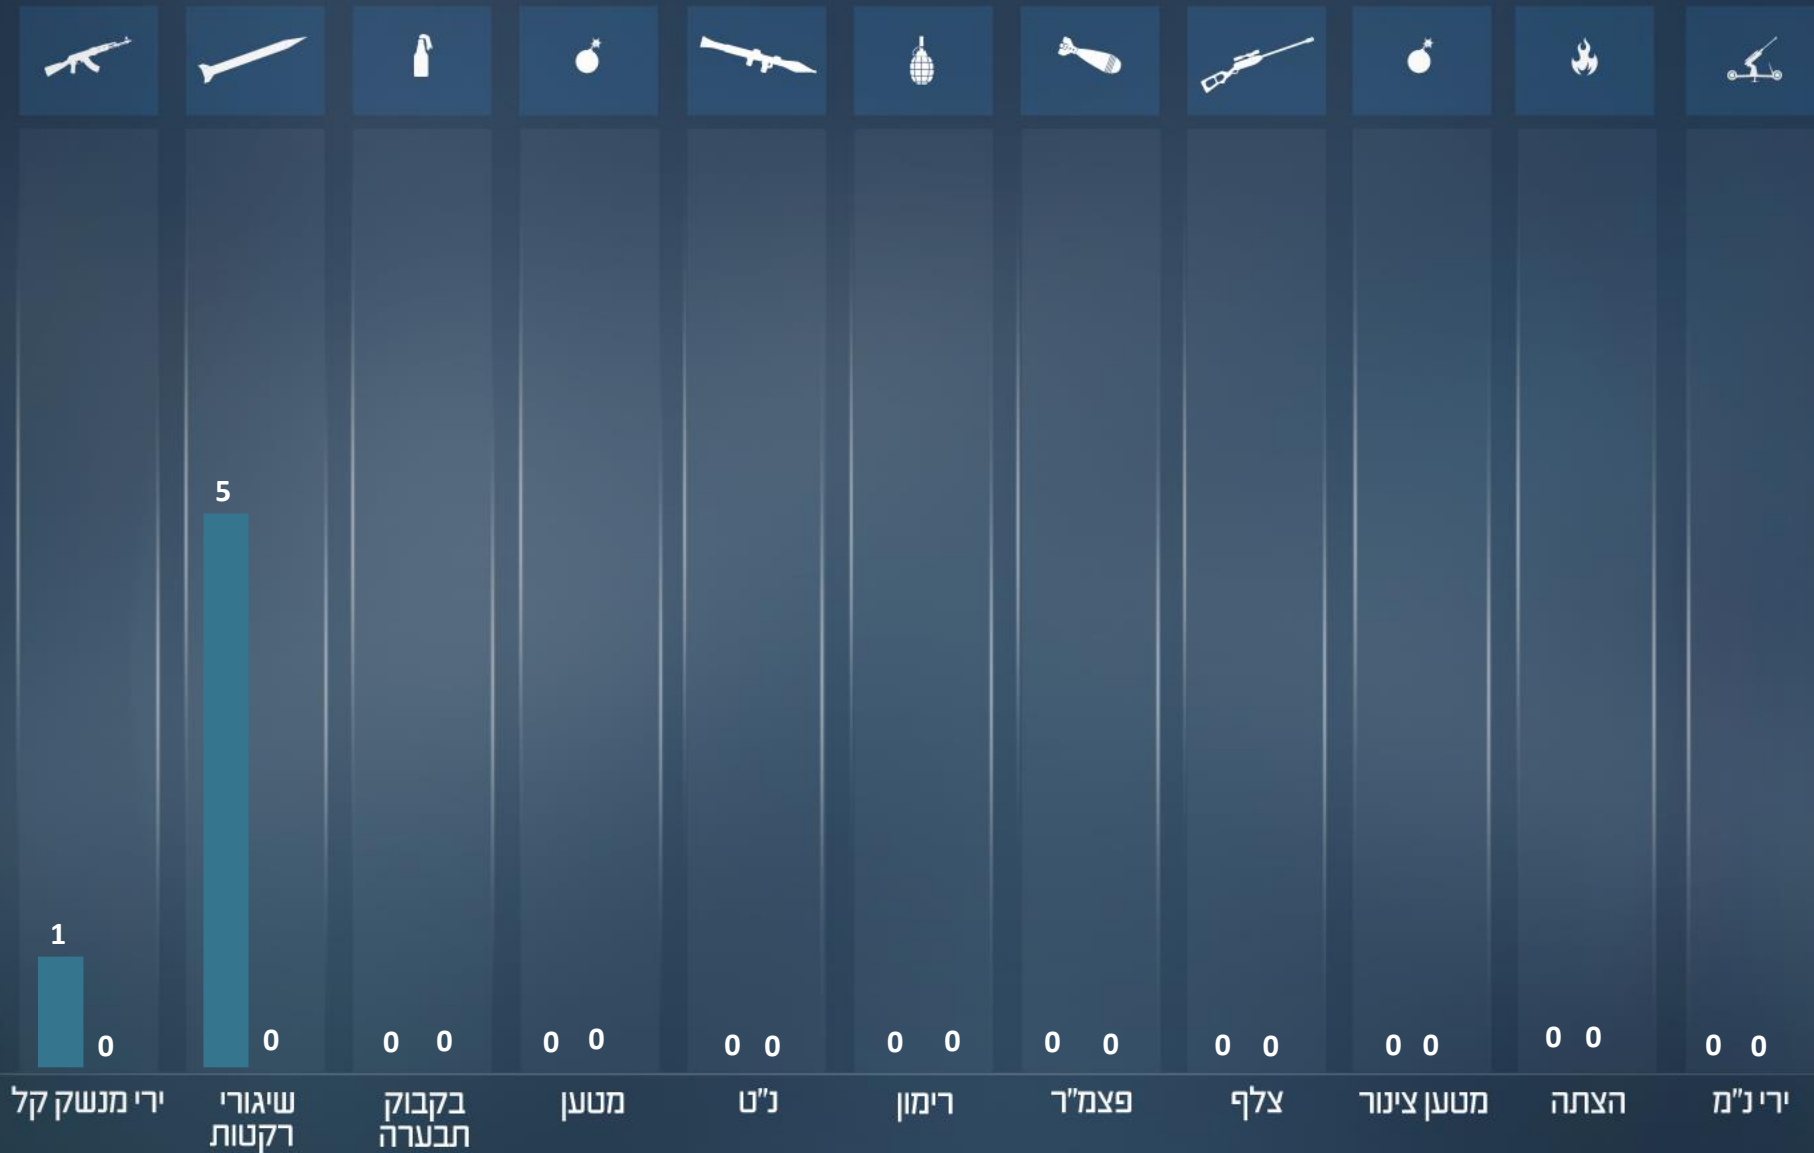 5
1
0
0
0 0
0 0
0 0
0 0
0 0
0 0
0 0
0 0
0 0
ירי מנשק קל
שיגורי
רקטות
בקבוק
תבערה
מטען
נ"ט
רימון
פצמ"ר
צלף
מטען צינור
הצתה
ירי נ"מ